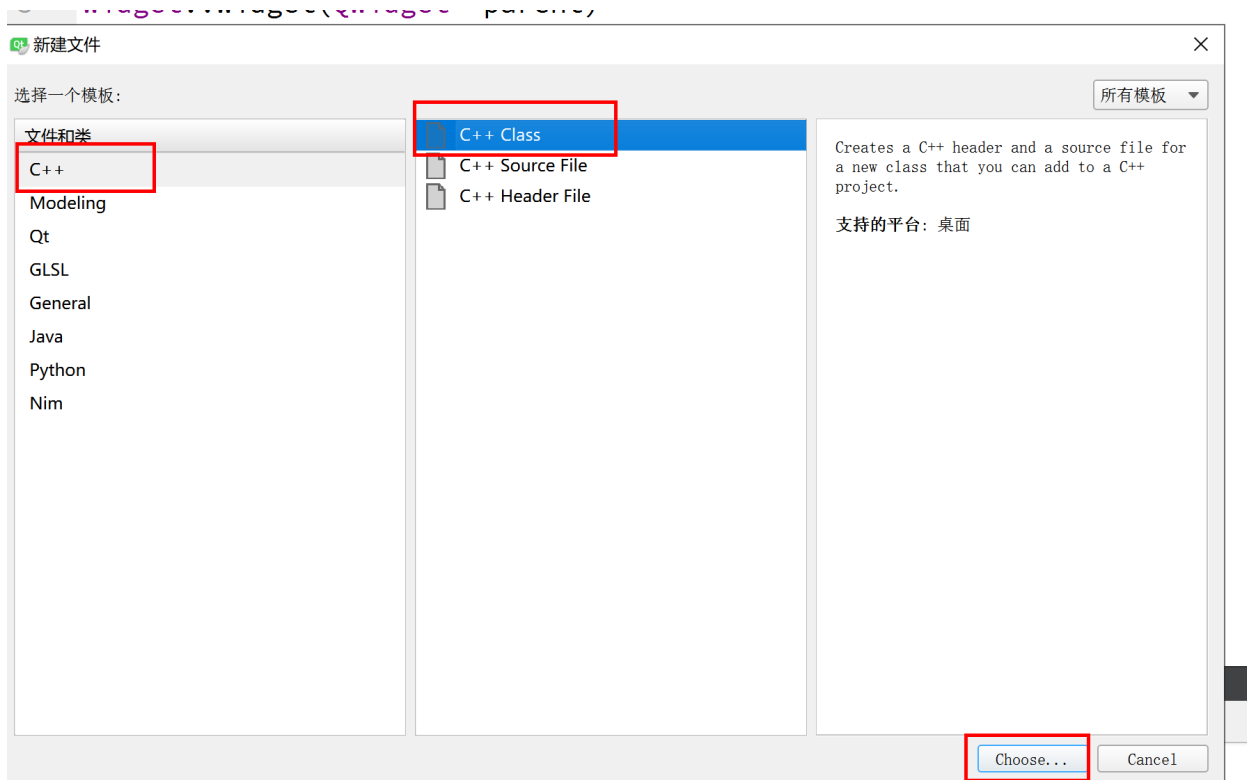 新建文件
选择一个模板:
所有模板
文件和类
C++
Modeling
Qt
GLSL
General
Java
Python
Nim
C++ Class
C++ Source File
C++ Header File
Creates a C++ header and a source file for
a new class that you can add to a C++
project.
支持的平台: 桌面
Choose...
Cancel